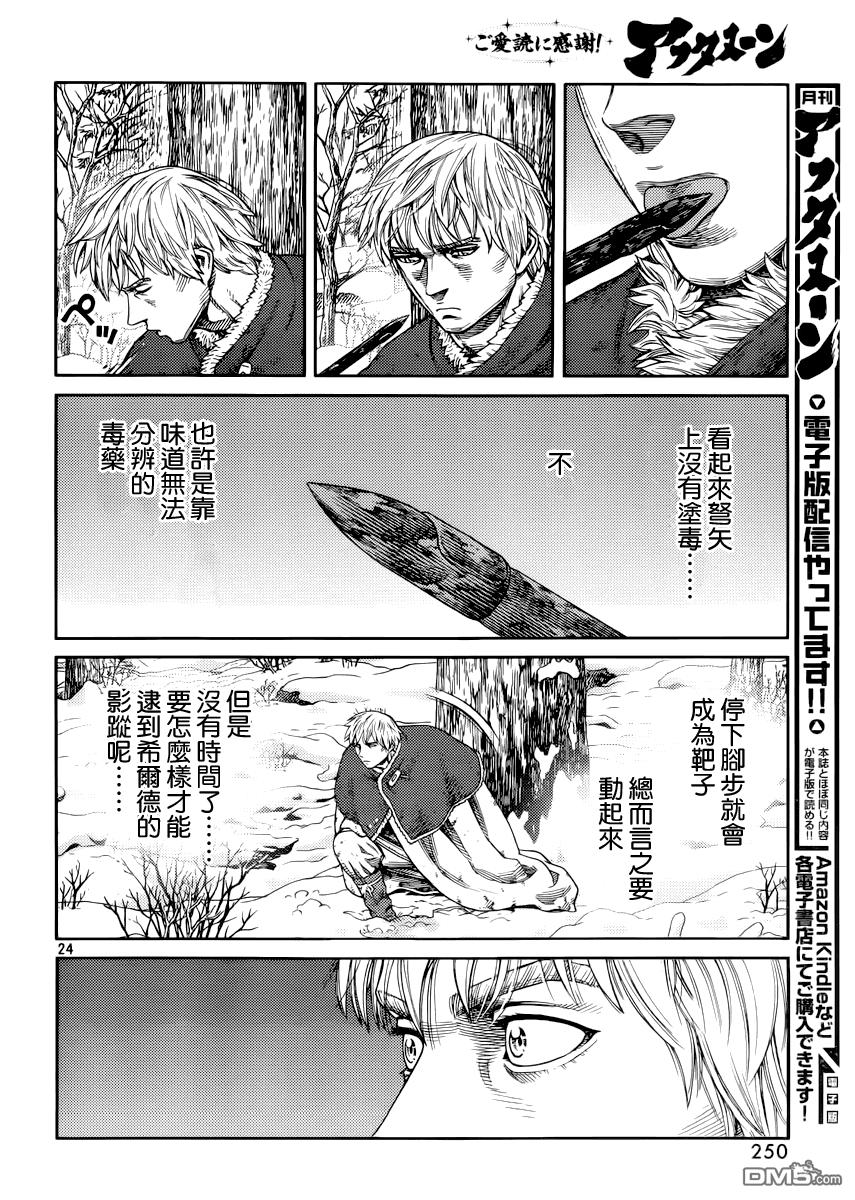 ご愛読に感謝!
アフタヌーン
月刊
アフタヌーン
電子版配信やってます!!
本誌とほぼ同じ内容
が電子版で読める!!
Amazon Kindleなど
各電子書店にてご購入できます!
電子版
ペッ
看起來弩矢
上沒有塗毒……
不
也許是靠
味道無法
分辨的
毒藥
停下腳步就會
成為靶子
總而言之要
動起來
但是
沒有時間了……
要怎麼樣才能
逮到希爾德的
影蹤呢……
24
250
DM5.com